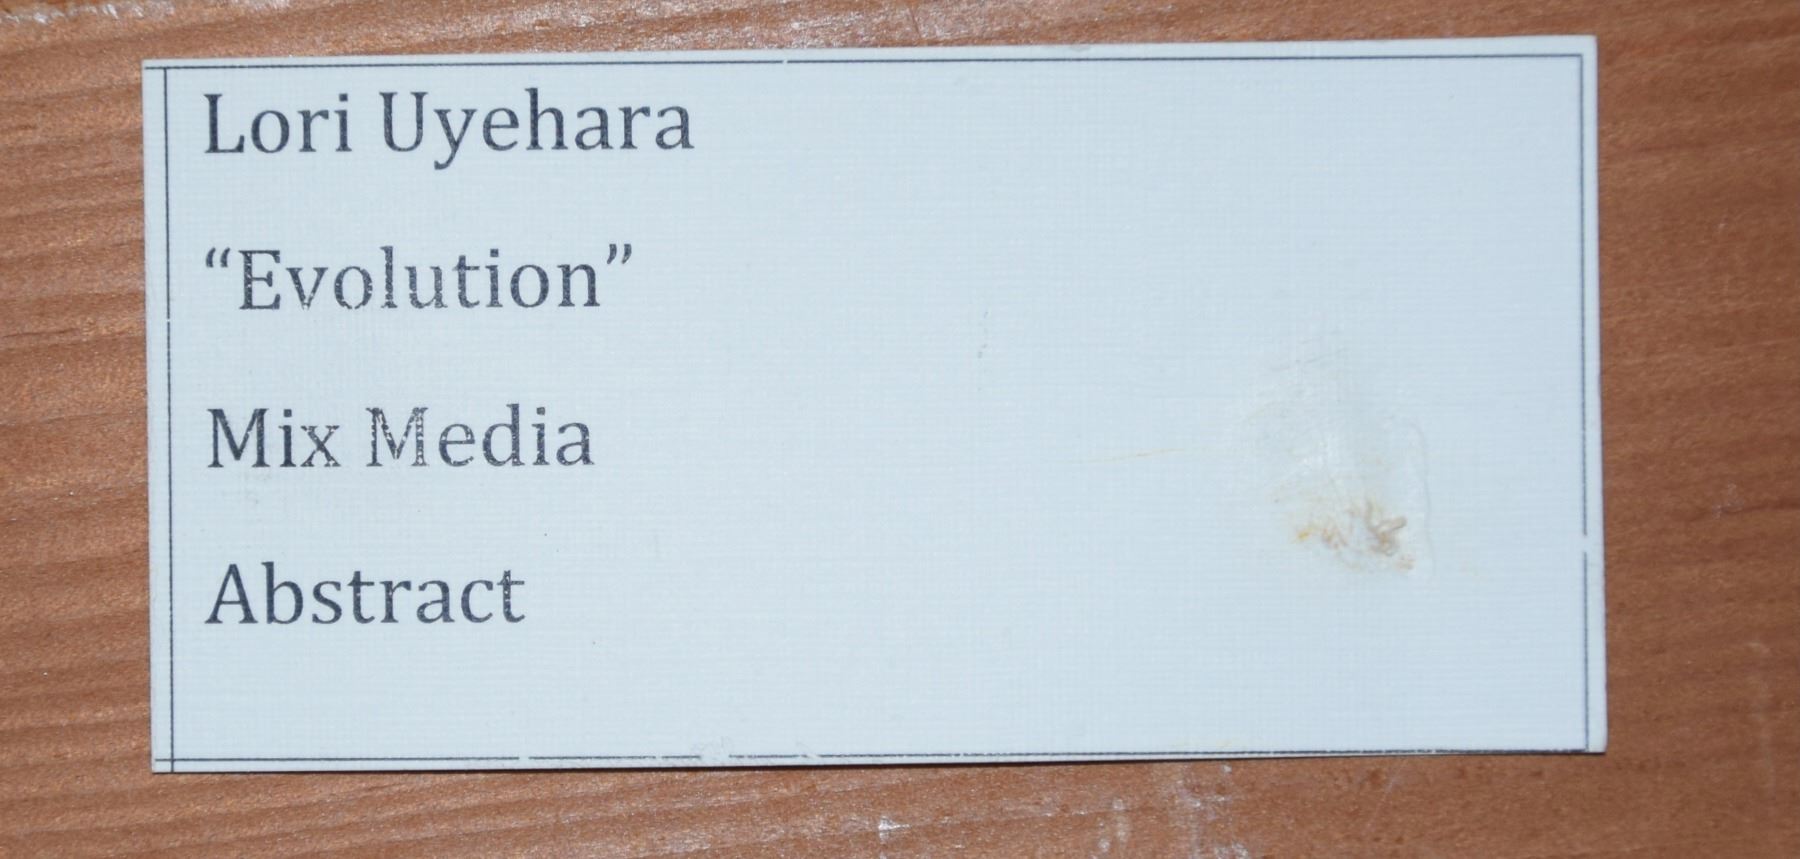 Lori Uyehara
“Evolution”
Mix Media
Abstract